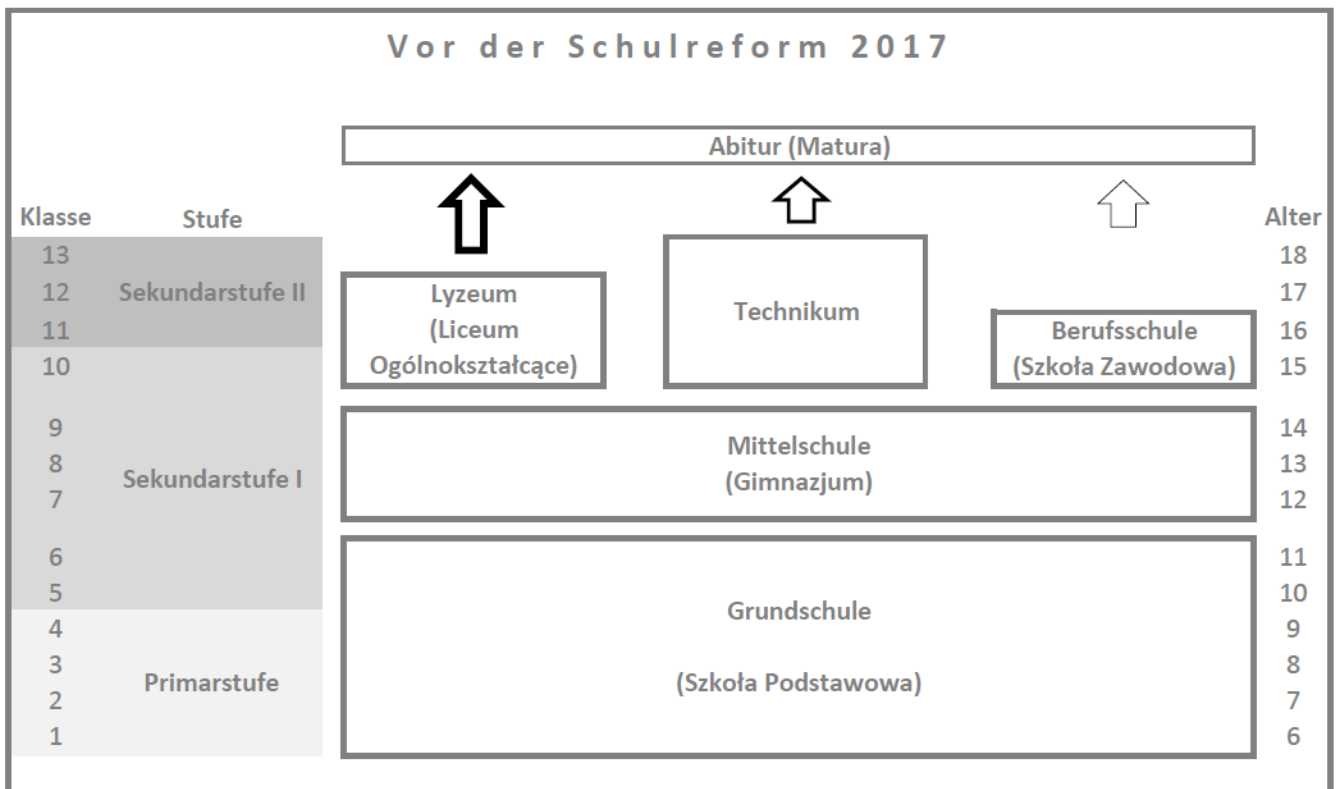 Vor der Schulreform 2017
Abitur (Matura)
Klasse Stufe Alter
13 18
12 Sekundarstufe II Lyzeum 17
Technikum
11 (Liceum Berufsschule 16
10 Ogólnokształcące) (Szkoła Zawodowa) 15
9 14
Mittelschule
8 13
Sekundarstufe I (Gimnazjum)
7 12
6 11
5 10
Grundschule
4 9
3 8
Primarstufe (Szkoła Podstawowa)
2 7
1 6